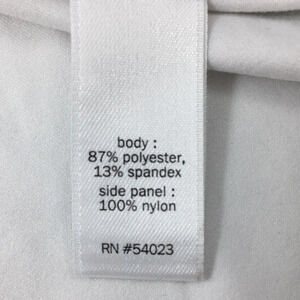 body :
87% polyester,
13% spandex
side panel :
100% nylon
RN #54023